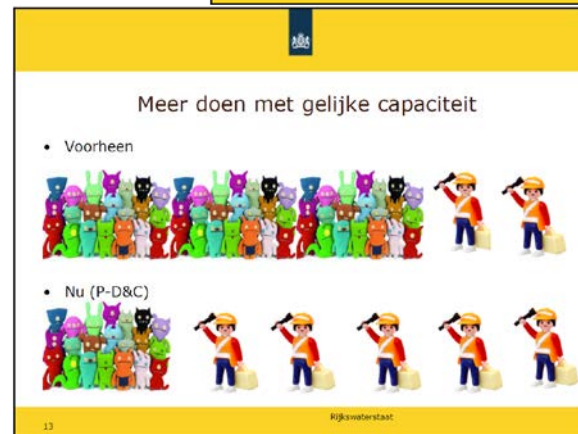 Meer doen met gelijke capaciteit
• Voorheen
• Nu (P-D&C)
13
Rijkswaterstaat